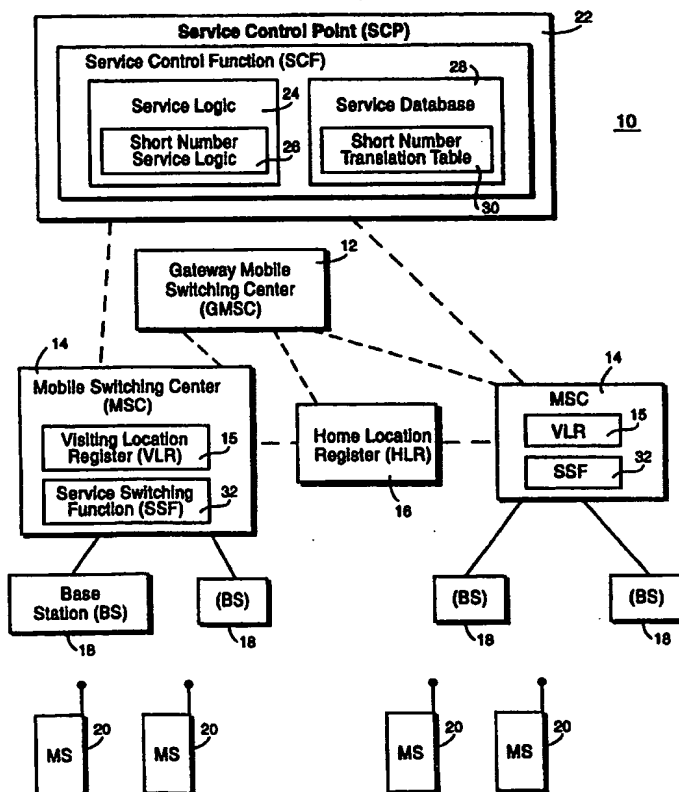 Service Control Point (SCP)
22
Service Control Function (SCF)
Service Logic
24
Short Number
Service Logic
26
28
Service Database
Short Number
Translation Table
30
10
12
Gateway Mobile
Switching Center
(GMSC)
14
Mobile Switching Center
(MSC)
Visiting Location
Register (VLR)
15
Service Switching
Function (SSF)
32
Home Location
Register (HLR)
16
14
MSC
VLR
15
SSF
32
Base
Station (BS)
18
(BS)
18
(BS)
18
(BS)
18
MS
20
MS
20
MS
20
MS
20